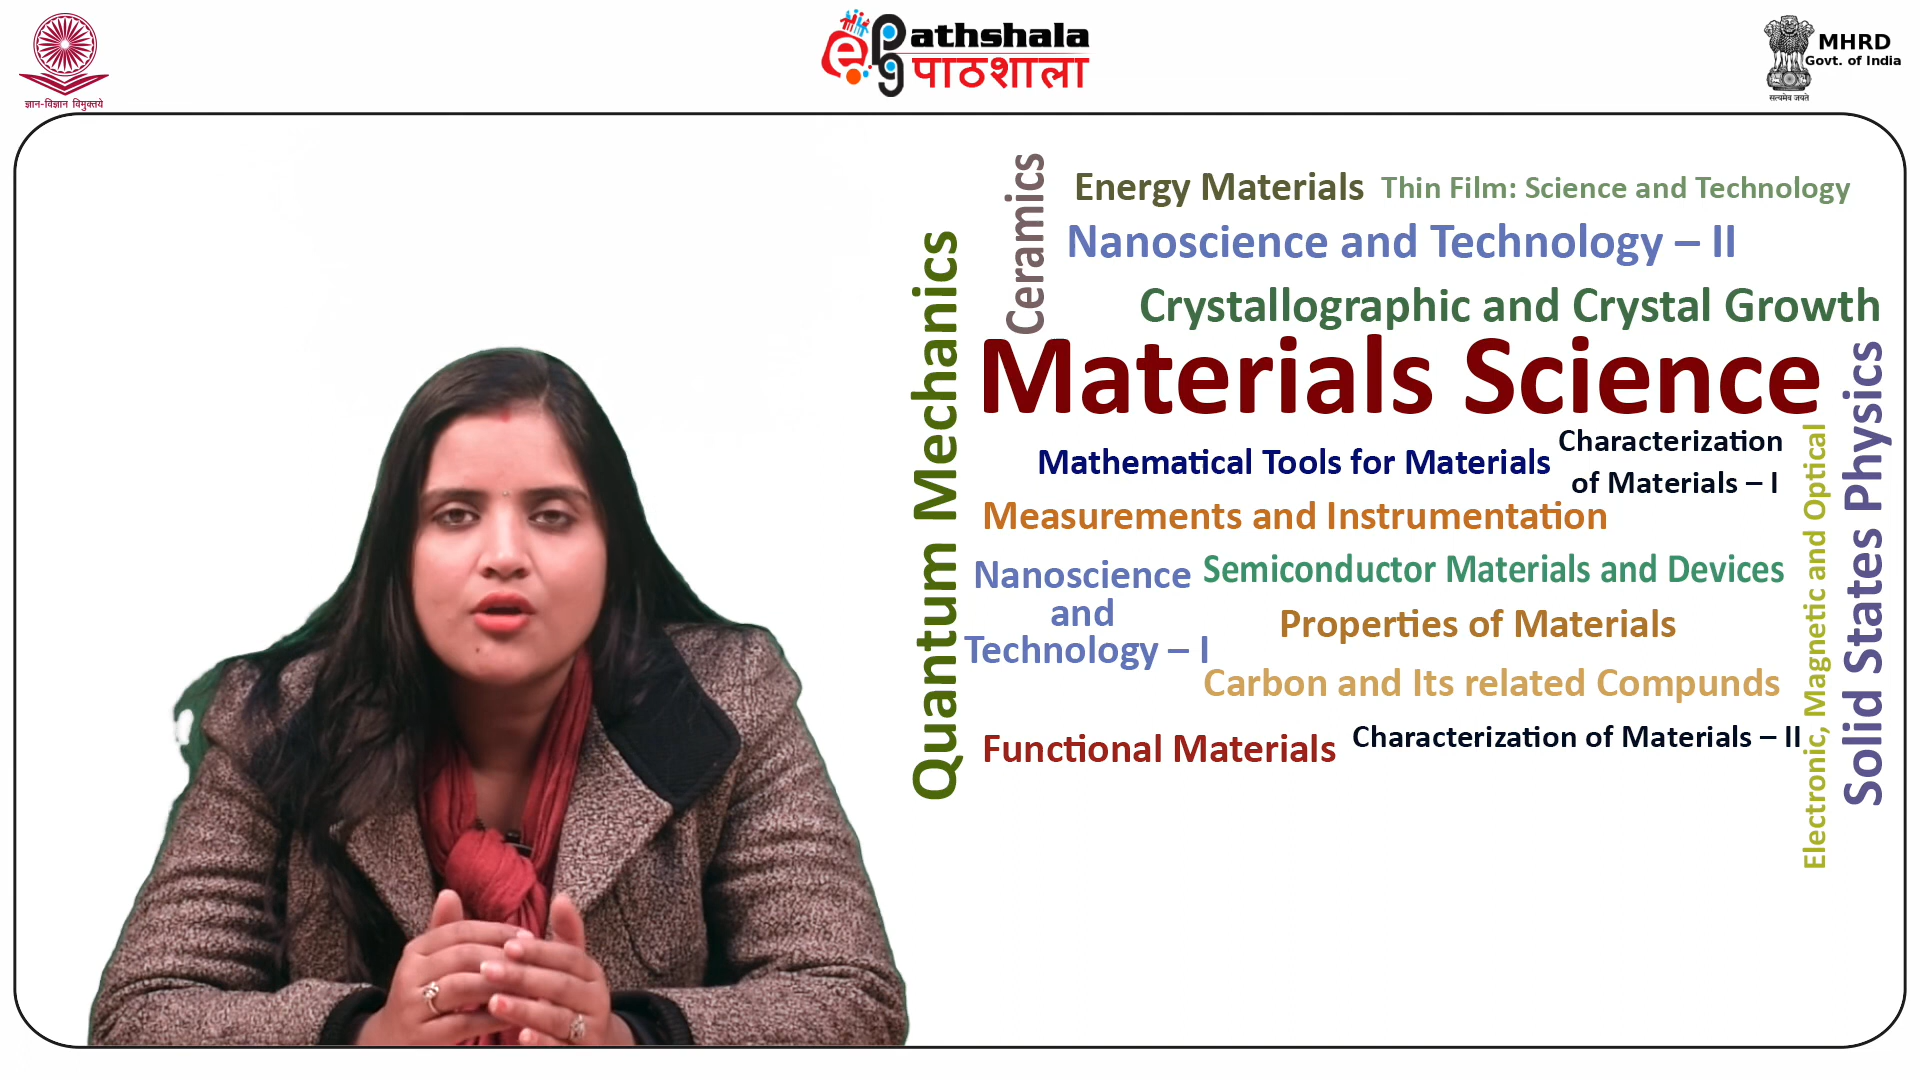 ज्ञान-विज्ञान विमुक्तये
ePathshala
पाठशाला
MHRD
Govt. of India
सत्यमेव जयते
Ceramics
Energy Materials
Thin Film: Science and Technology
Nanoscience and Technology – II
Crystallographic and Crystal Growth
Quantum Mechanics
Materials Science
Mathematical Tools for Materials
Characterization
of Materials – I
Measurements and Instrumentation
Nanoscience
and
Technology – I
Semiconductor Materials and Devices
Properties of Materials
Carbon and Its related Compunds
Functional Materials
Characterization of Materials – II
Electronic, Magnetic and Optical
Solid States Physics